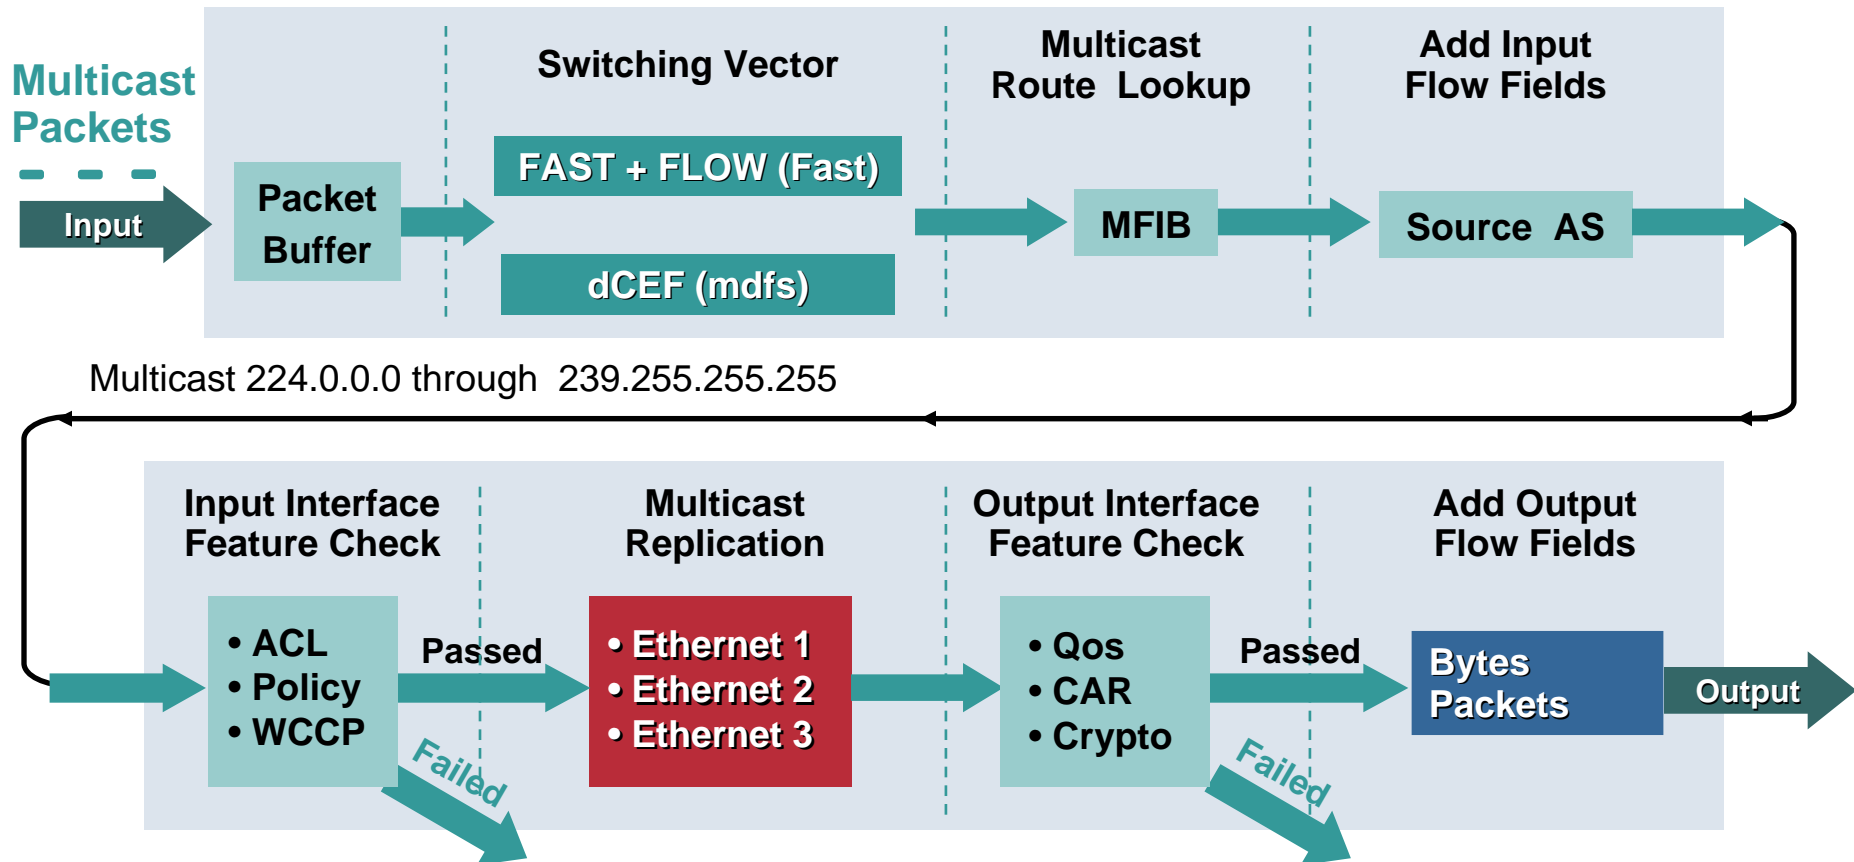 Multicast
Packets
Input
Packet
Buffer
Switching Vector
FAST + FLOW (Fast)
dCEF (mdfs)
Multicast
Route Lookup
MFIB
Add Input
Flow Fields
Source AS
Multicast 224.0.0.0 through 239.255.255.255
Input Interface
Feature Check
• ACL
• Policy
• WCCP
Passed
Failed
Multicast
Replication
• Ethernet 1
• Ethernet 2
• Ethernet 3
Output Interface
Feature Check
• Qos
• CAR
• Crypto
Passed
Failed
Add Output
Flow Fields
Bytes
Packets
Output